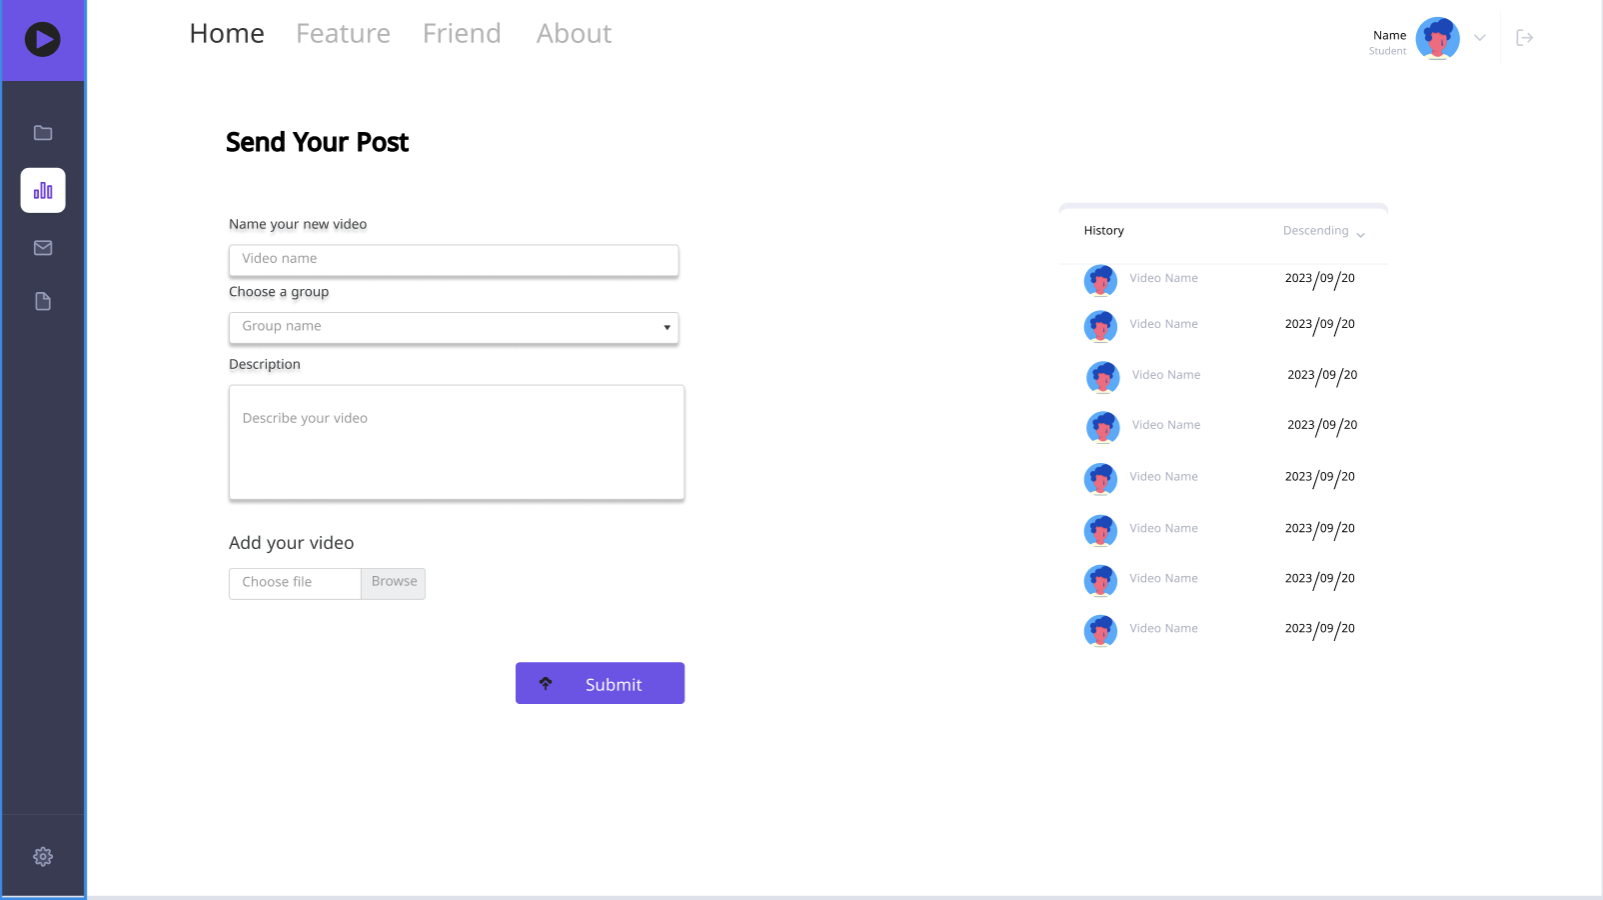 Home Feature Friend About
Name
Student
Send Your Post
Name your new video
Video name
Choose a group
Group name
Description
Describe your video
Add your video
Choose file Browse
Submit
History Descending
Video Name 2023/09/20
Video Name 2023/09/20
Video Name 2023/09/20
Video Name 2023/09/20
Video Name 2023/09/20
Video Name 2023/09/20
Video Name 2023/09/20
Video Name 2023/09/20